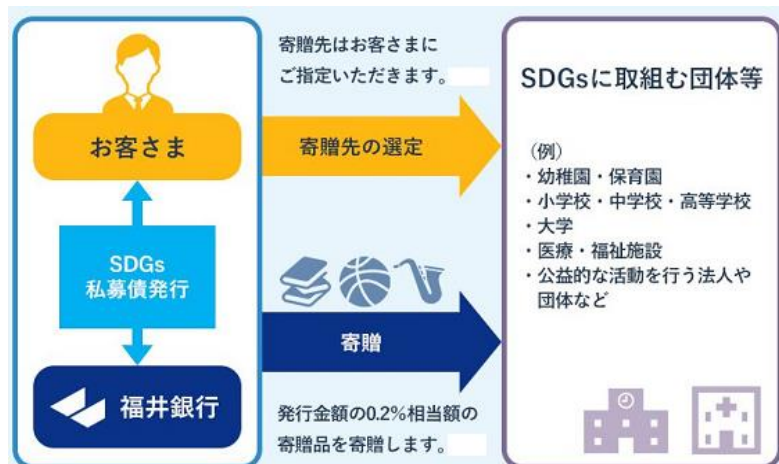 お客さま
SDGs
私募債発行
福井銀行
寄贈先はお客さまに
ご指定いただきます。
寄贈先の選定
寄贈
発行金額の0.2%相当額の
寄贈品を寄贈します。
SDGsに取組む団体等
（例）
・幼稚園・保育園
・小学校・中学校・高等学校
・大学
・医療・福祉施設
・公益的な活動を行う法人や
団体など